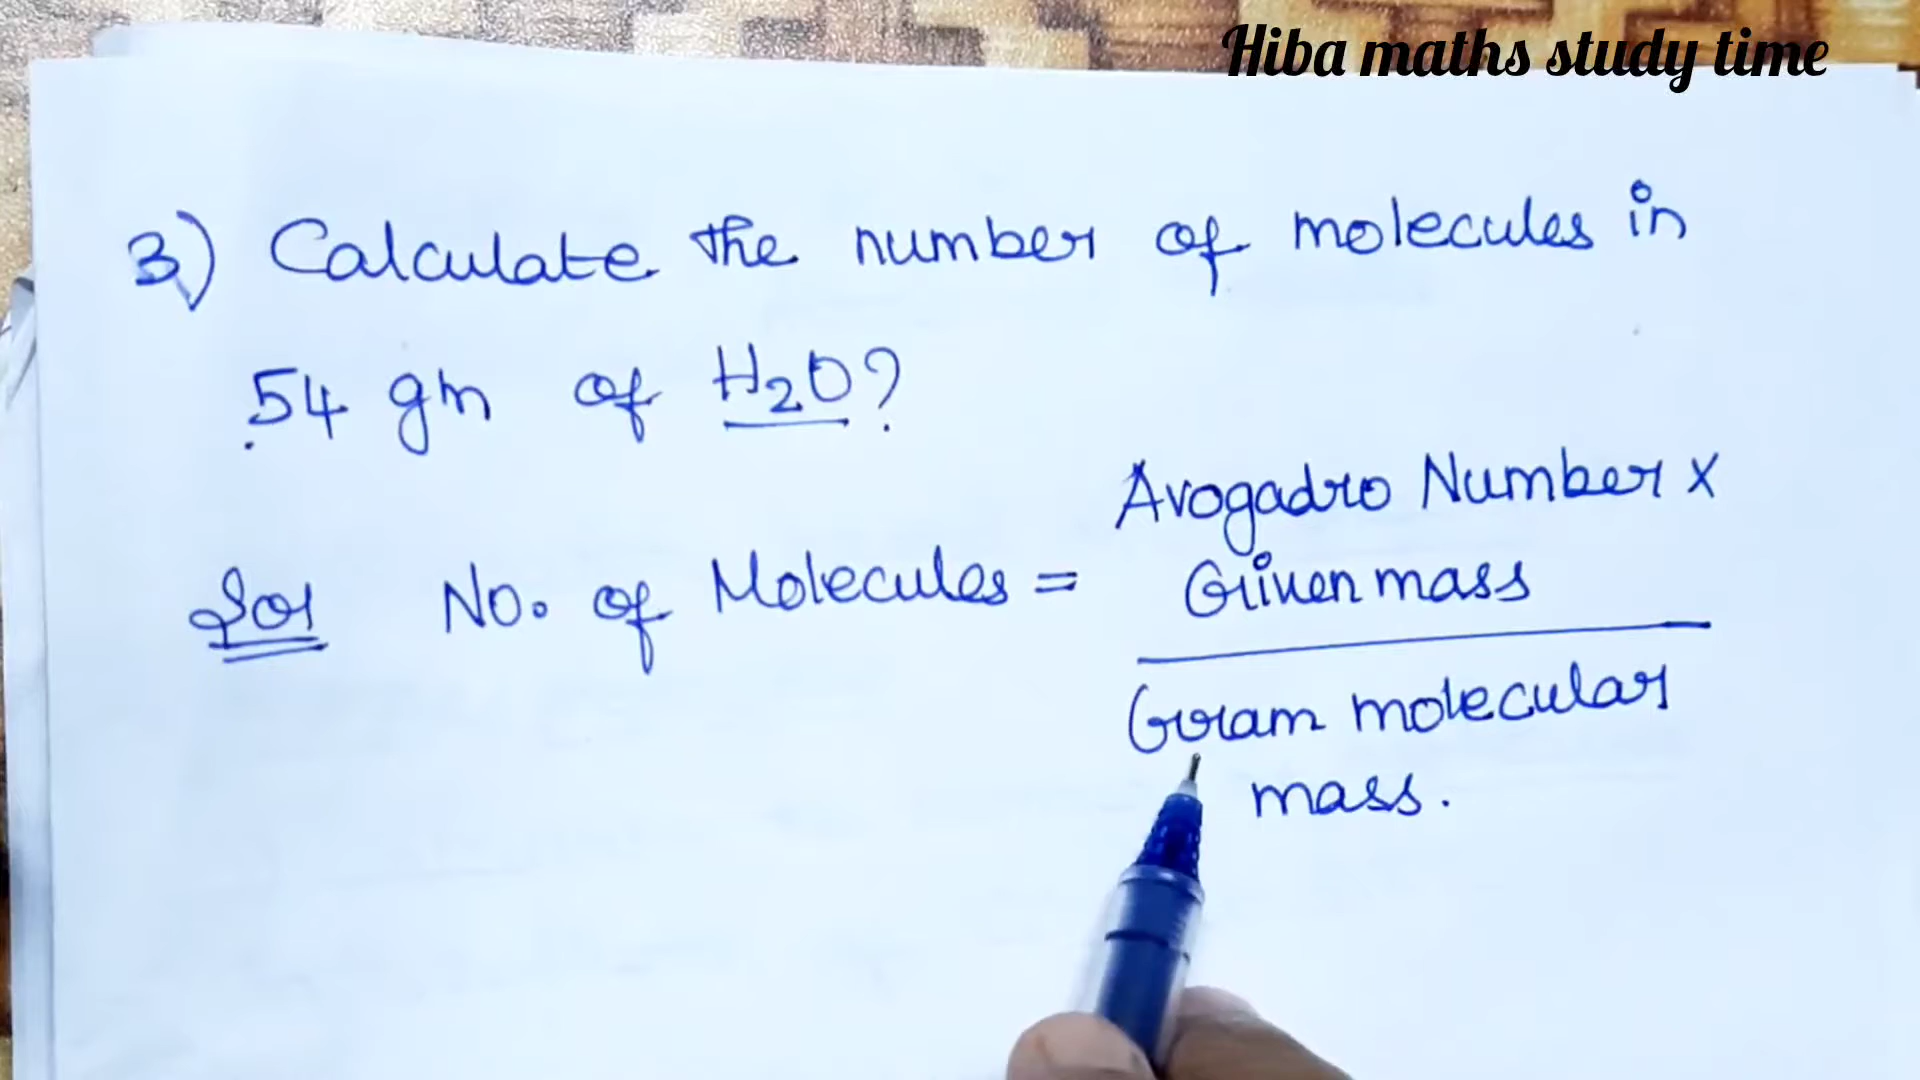 Hiba maths study time
3) Calculate the number of molecules in
54 gm of H₂O?
Sol No. of Molecules = Avogadro Number x
Given mass
Gram molecular
mass.